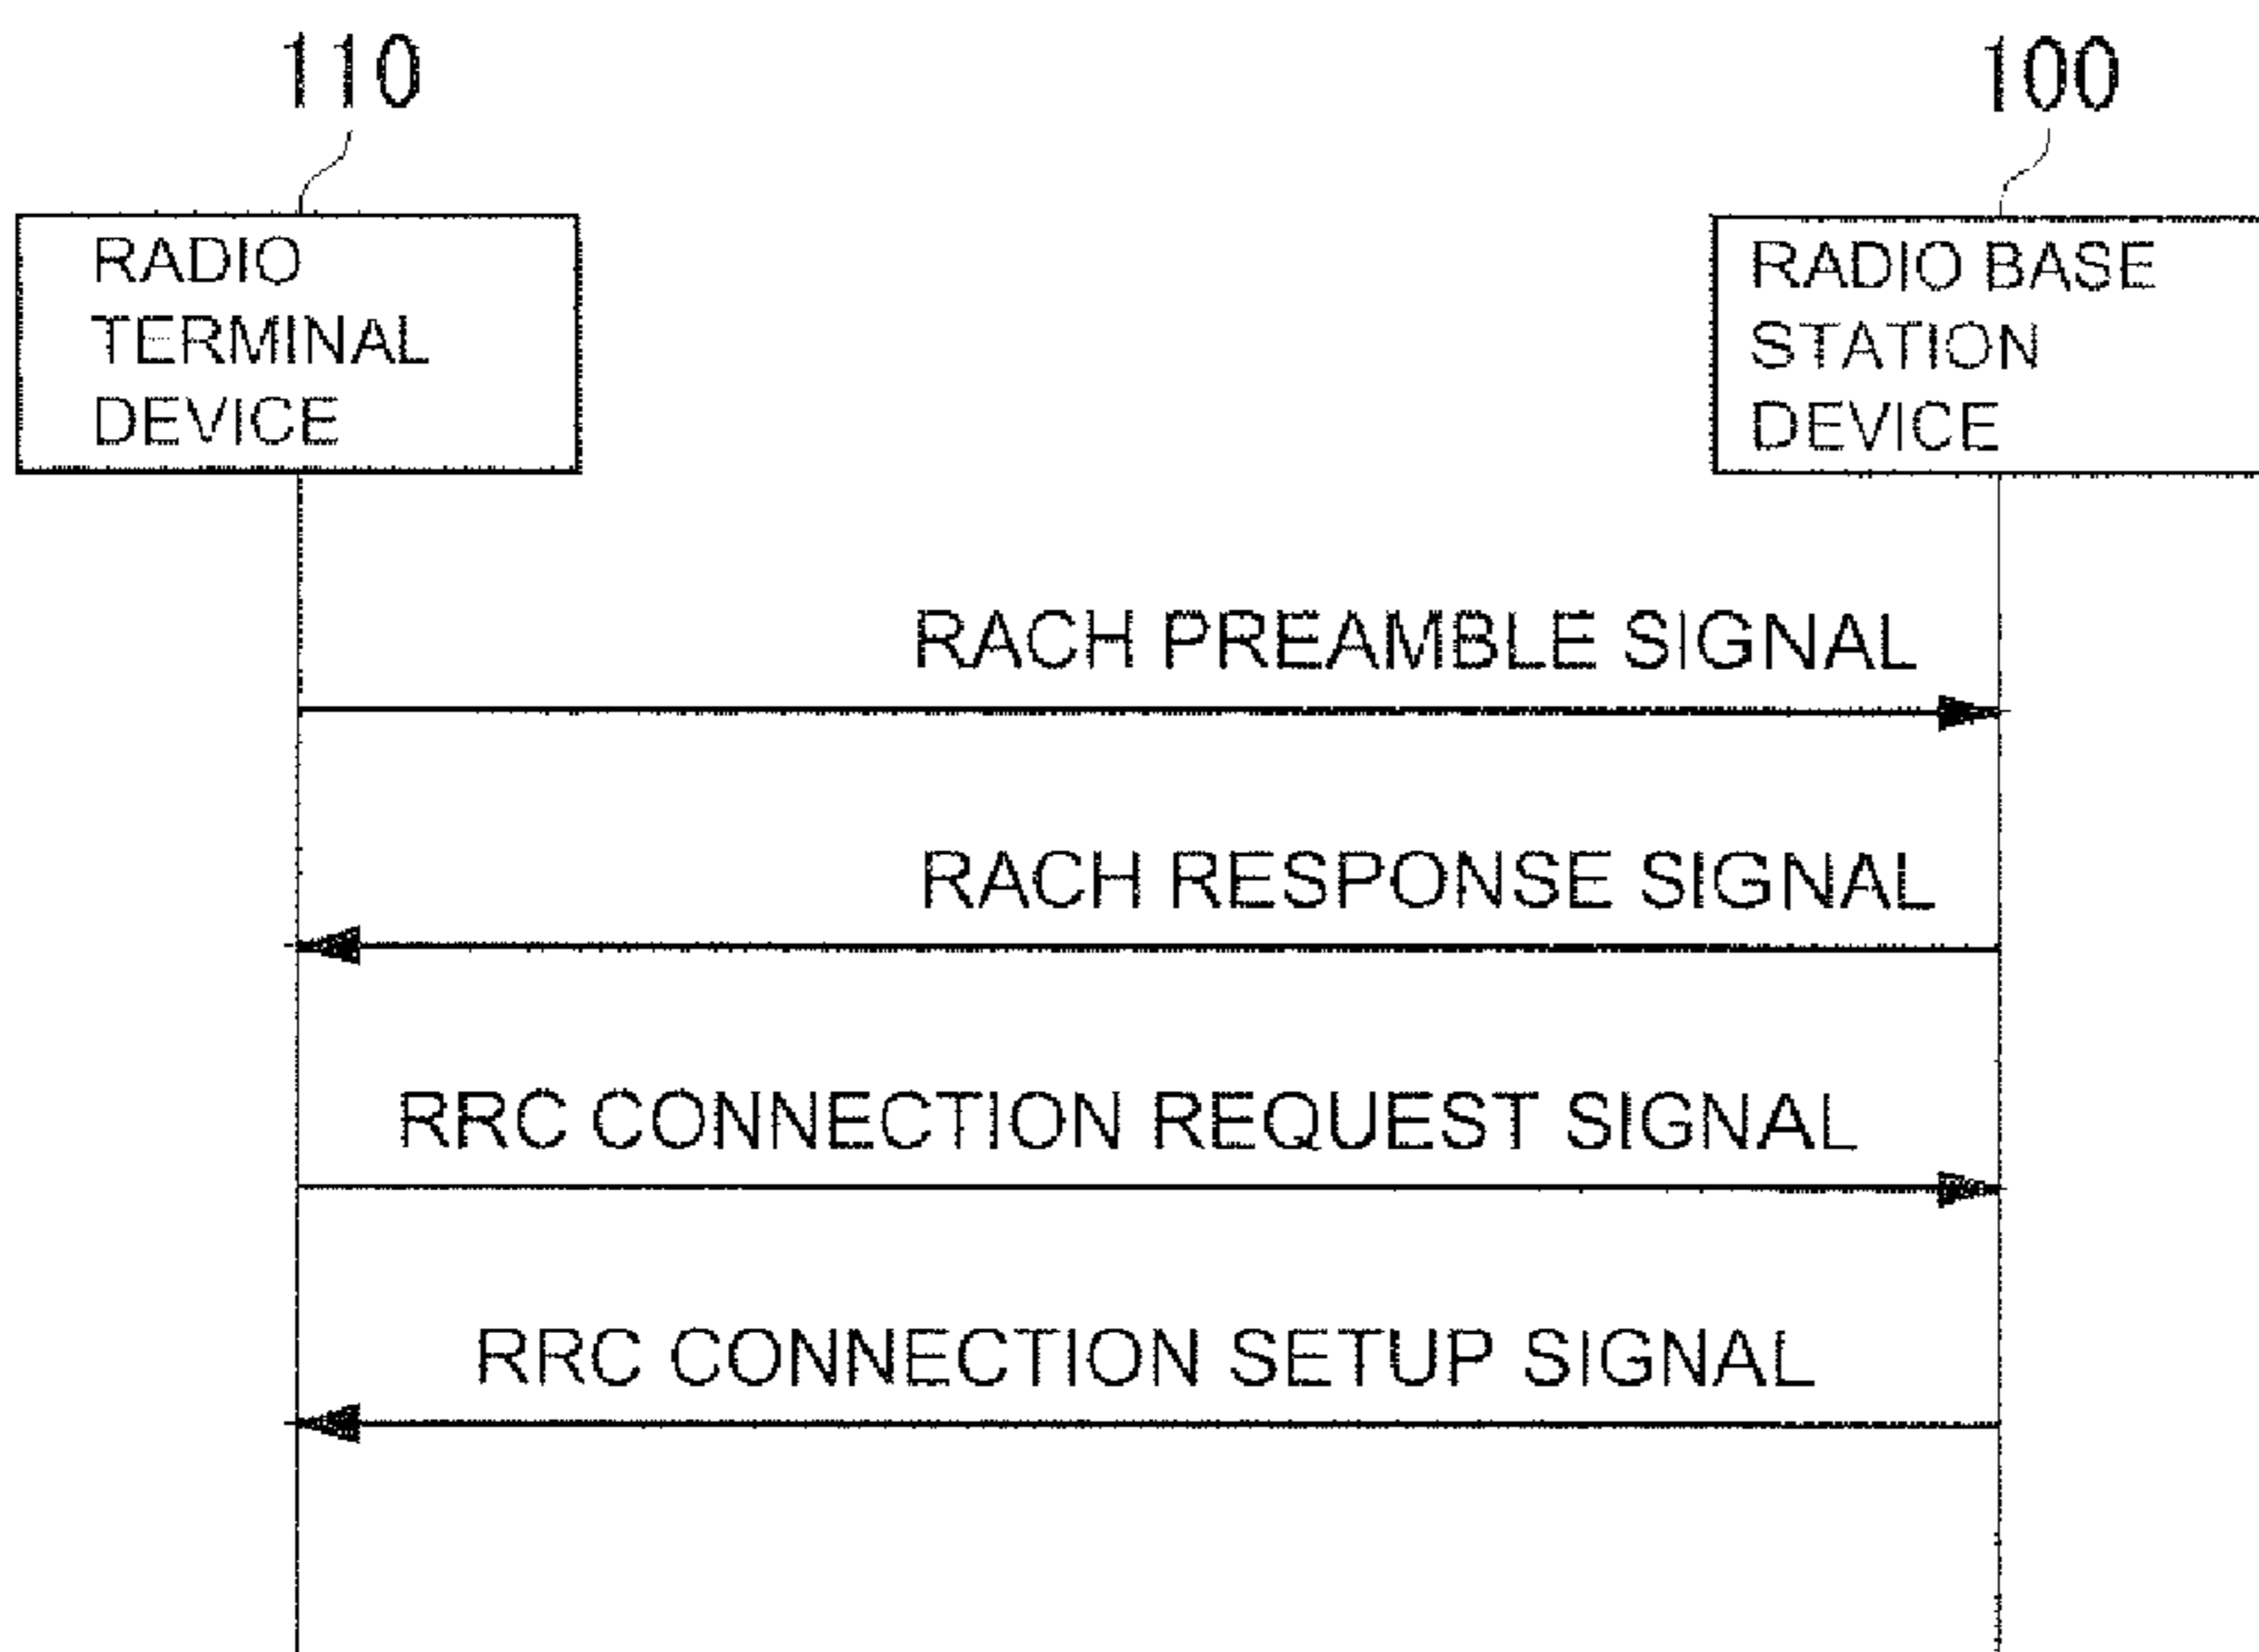 110
100
RADIO
TERMINAL
DEVICE
RADIO BASE
STATION
DEVICE
RACH PREAMBLE SIGNAL
RACH RESPONSE SIGNAL
RRC CONNECTION REQUEST SIGNAL
RRC CONNECTION SETUP SIGNAL